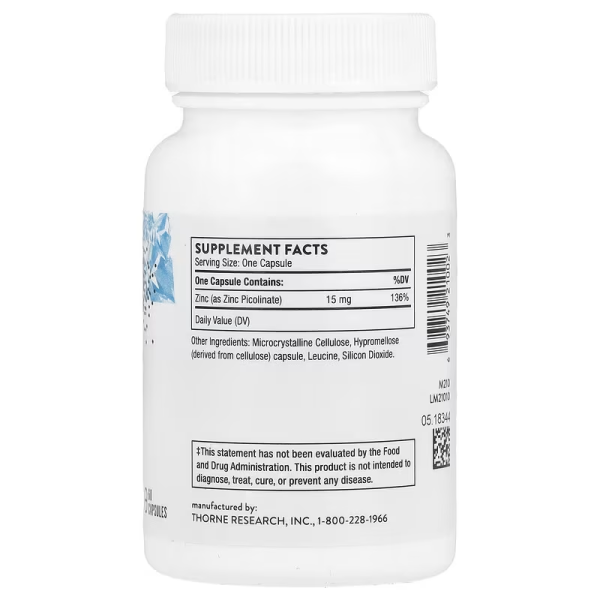 SUPPLEMENT FACTS
Serving Size: One Capsule
One Capsule Contains: %DV
Zinc (as Zinc Picolinate) 15 mg 136%
Daily Value (DV)
Other Ingredients: Microcrystalline Cellulose, Hypromellose
(derived from cellulose) capsule, Leucine, Silicon Dioxide.
‡This statement has not been evaluated by the Food
and Drug Administration. This product is not intended to
diagnose, treat, cure, or prevent any disease.
manufactured by:
THORNE RESEARCH, INC., 1-800-228-1966
60
CAPSULES
M210
LM21010
05.18344